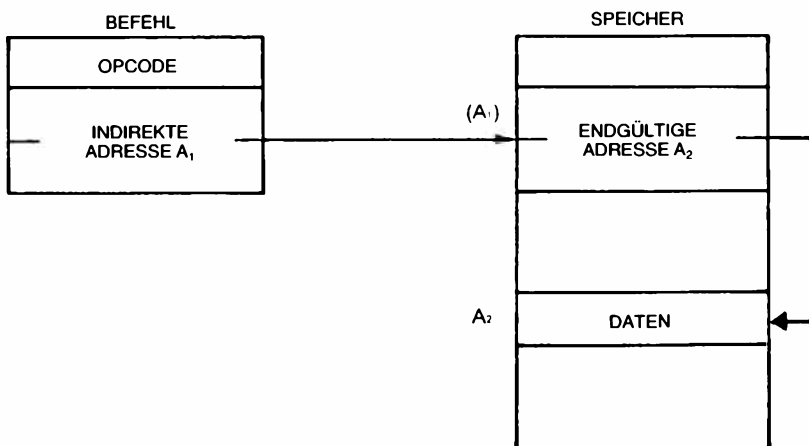 BEFEHL
OPCODE
INDIREKTE
ADRESSE A₁
SPEICHER
(A₁)
ENDGÜLTIGE
ADRESSE A₂
A₂
DATEN